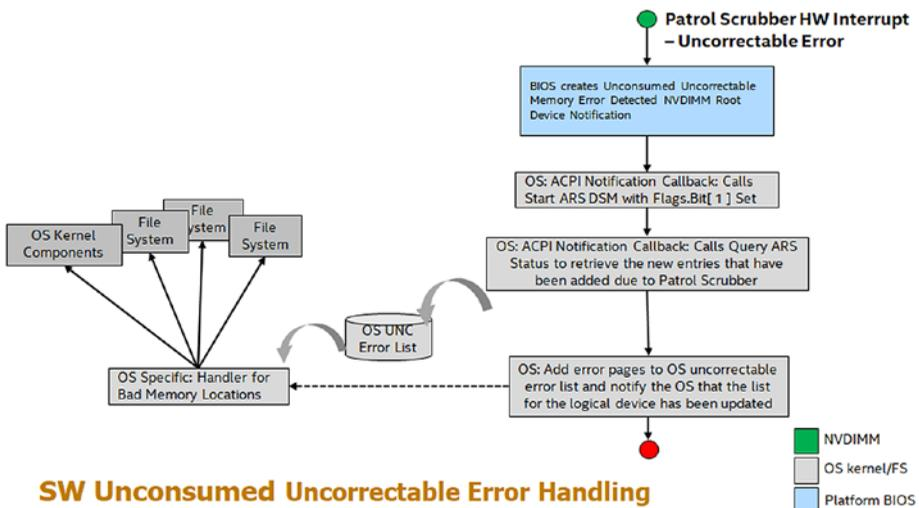 Patrol Scrubber HW Interrupt
– Uncorrectable Error
BIOS creates Unconsumed Uncorrectable
Memory Error Detected NVDIMM Root
Device Notification
OS: ACPI Notification Callback: Calls
Start ARS DSM with Flags.Bit[ 1 ] Set
OS: ACPI Notification Callback: Calls Query ARS
Status to retrieve the new entries that have
been added due to Patrol Scrubber
OS: Add error pages to OS uncorrectable
error list and notify the OS that the list
for the logical device has been updated
OS UNC
Error List
OS Specific: Handler for
Bad Memory Locations
OS Kernel
Components
File
System
File
ystem
File
System
NVDIMM
OS kernel/FS
Platform BIOS
SW Unconsumed Uncorrectable Error Handling